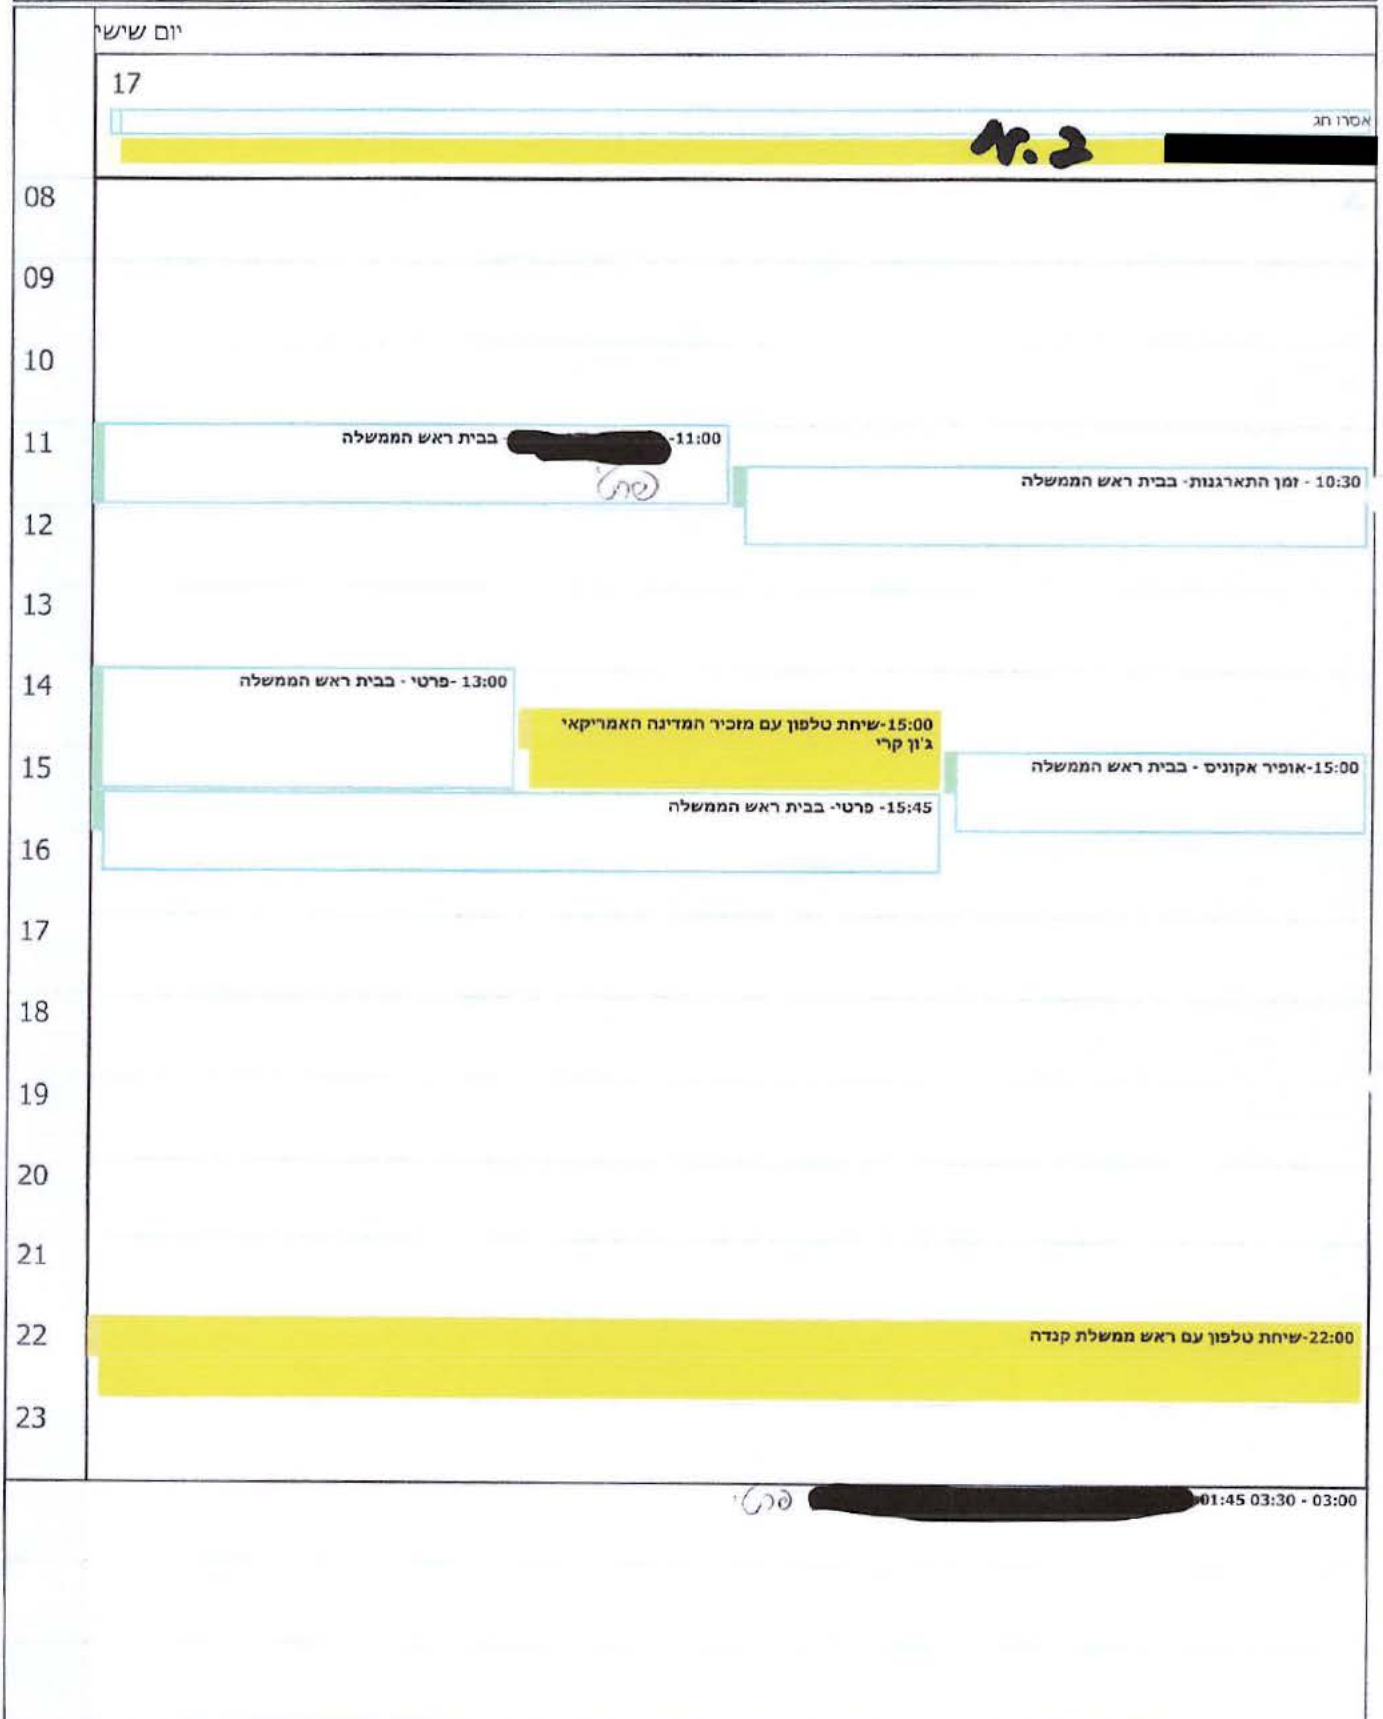 יום שישי
17
אסרו חג
08
09
10
11
11:00- - בבית ראש הממשלה
פרטי
10:30 - זמן התארגנות- בבית ראש הממשלה
12
13
14
13:00 -פרטי - בבית ראש הממשלה
15:00-שיחת טלפון עם מזכיר המדינה האמריקאי
ג'ון קרי
15
15:00-אופיר אקוניס - בבית ראש הממשלה
15:45- פרטי- בבית ראש הממשלה
16
17
18
19
20
21
22
22:00-שיחת טלפון עם ראש ממשלת קנדה
23
03:00 - 03:30 01:45 פרטי